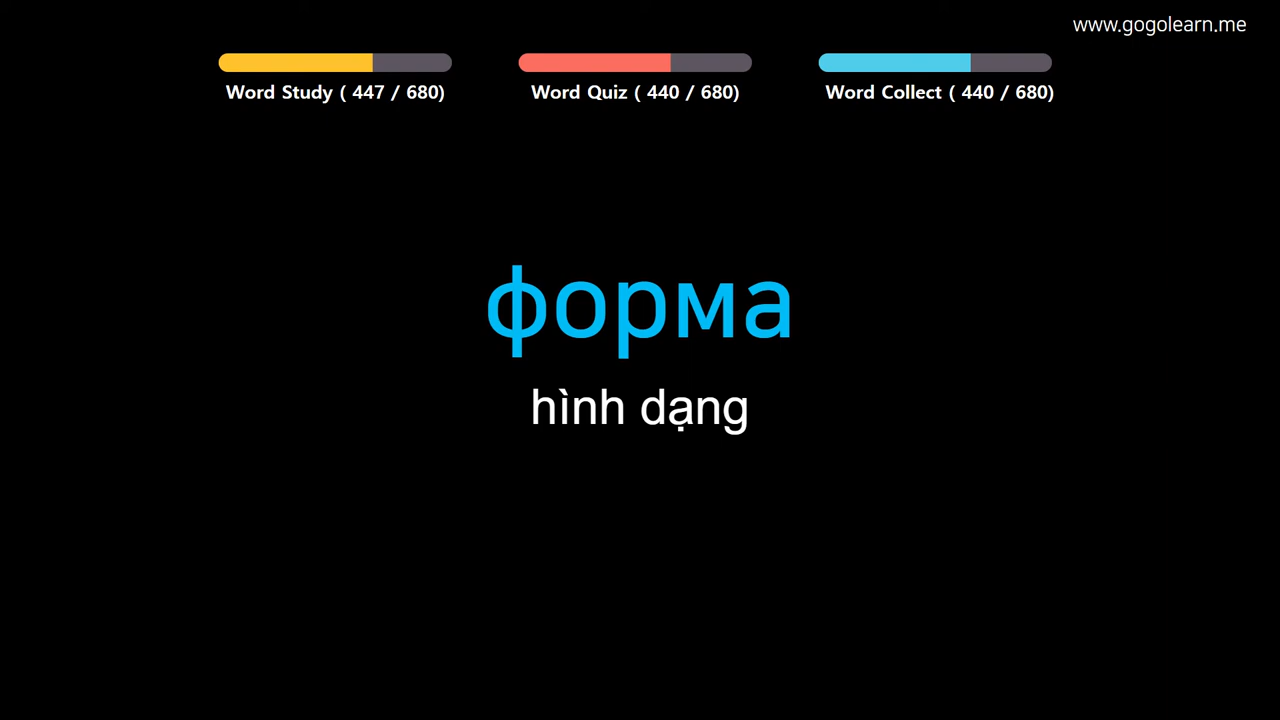 www.gogolearn.me
Word Study ( 447 / 680)
Word Quiz ( 440 / 680)
Word Collect ( 440 / 680)
форма
hình dạng